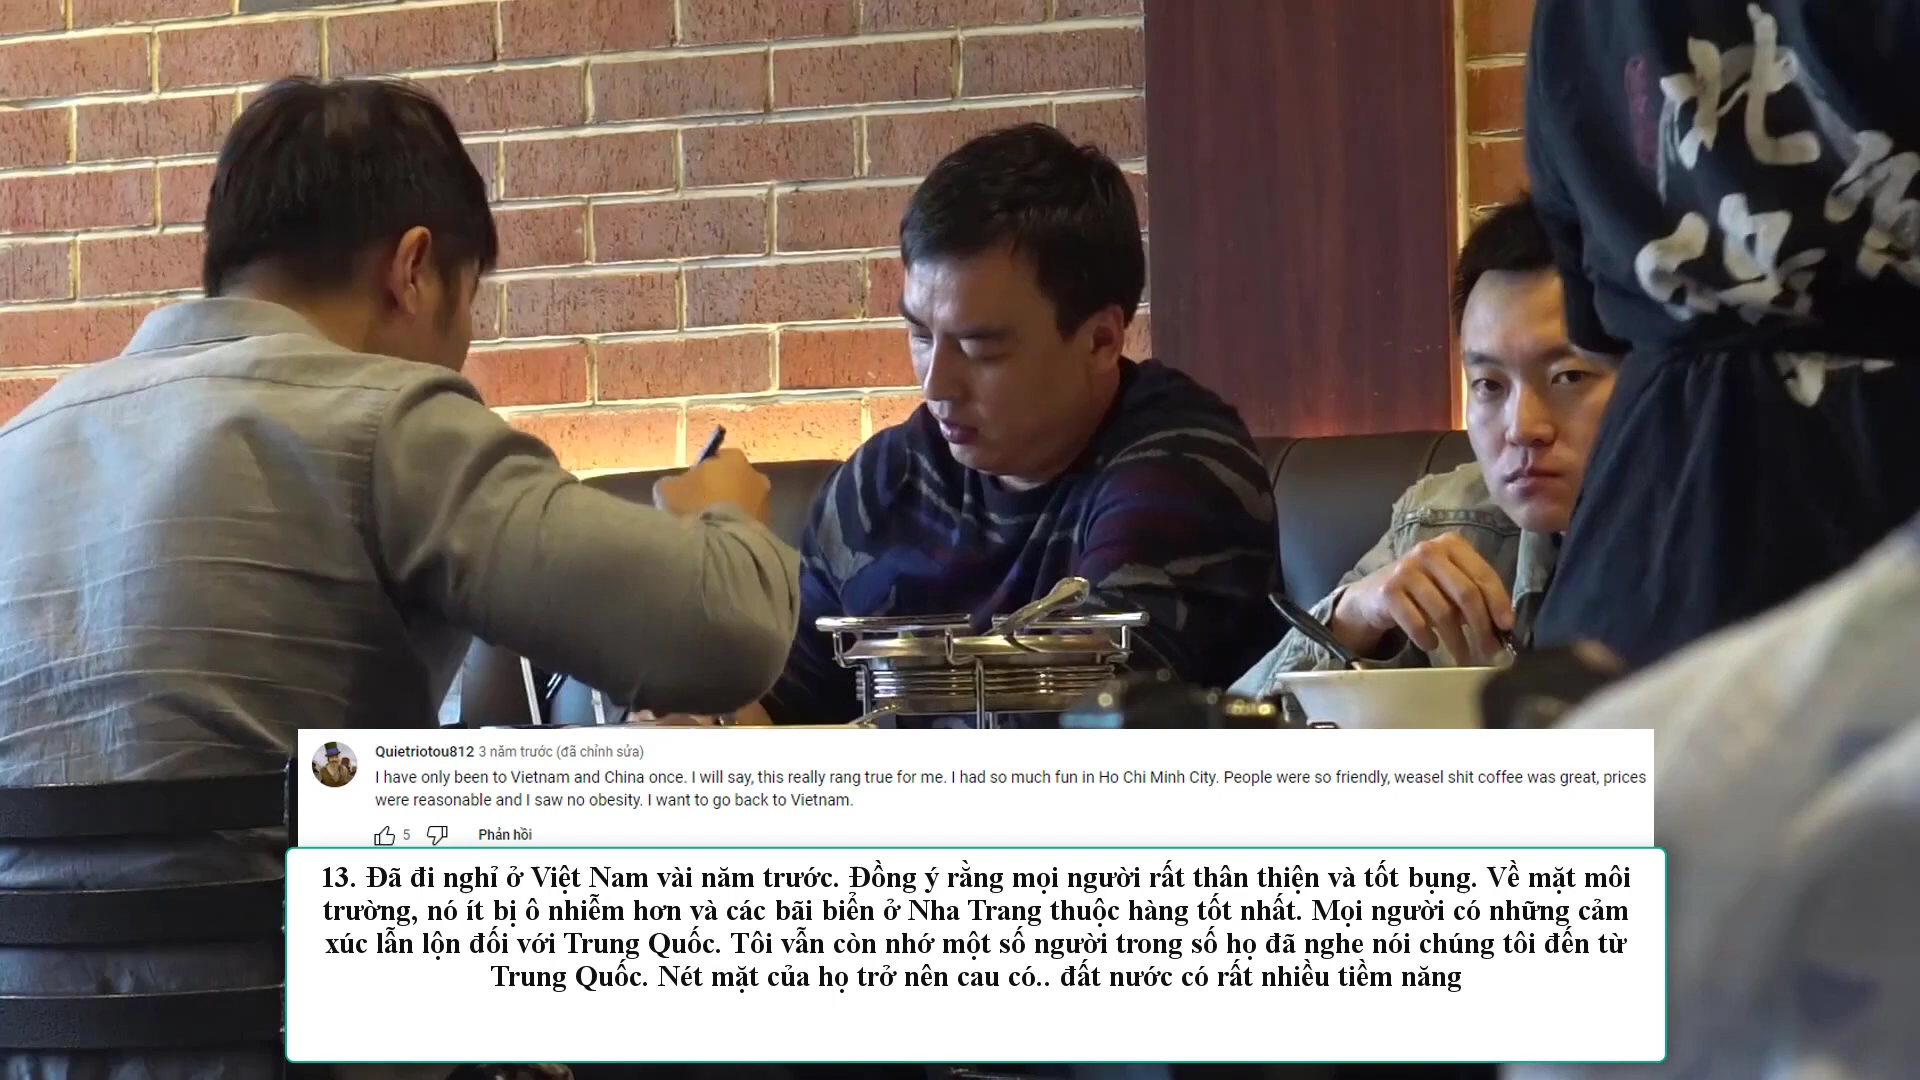 北
Quietriotou812 3 năm trước (đã chỉnh sửa)
I have only been to Vietnam and China once. I will say, this really rang true for me. I had so much fun in Ho Chi Minh City. People were so friendly, weasel shit coffee was great, prices
were reasonable and I saw no obesity. I want to go back to Vietnam.
5
Phản hồi
13. Đã đi nghỉ ở Việt Nam vài năm trước. Đồng ý rằng mọi người rất thân thiện và tốt bụng. Về mặt môi
trường, nó ít bị ô nhiễm hơn và các bãi biển ở Nha Trang thuộc hàng tốt nhất. Mọi người có những cảm
xúc lẫn lộn đối với Trung Quốc. Tôi vẫn còn nhớ một số người trong số họ đã nghe nói chúng tôi đến từ
Trung Quốc. Nét mặt của họ trở nên cau có.. đất nước có rất nhiều tiềm năng